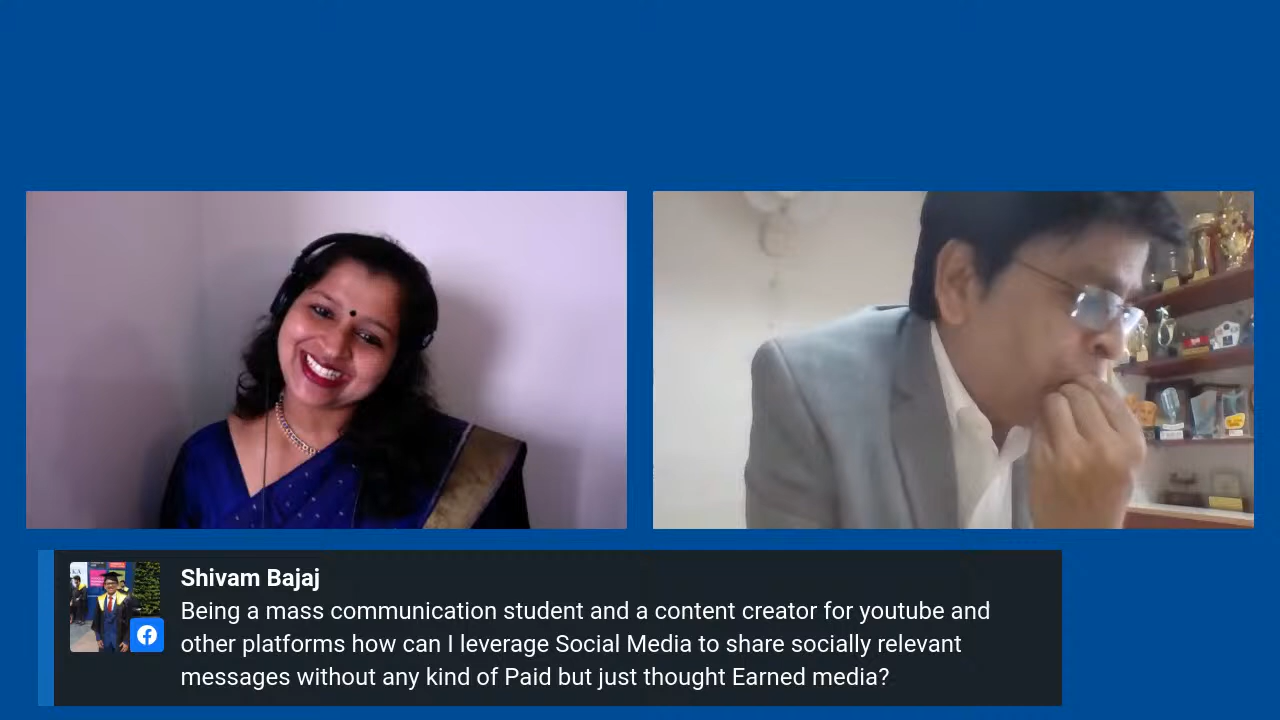 Shivam Bajaj
Being a mass communication student and a content creator for youtube and
other platforms how can I leverage Social Media to share socially relevant
messages without any kind of Paid but just thought Earned media?